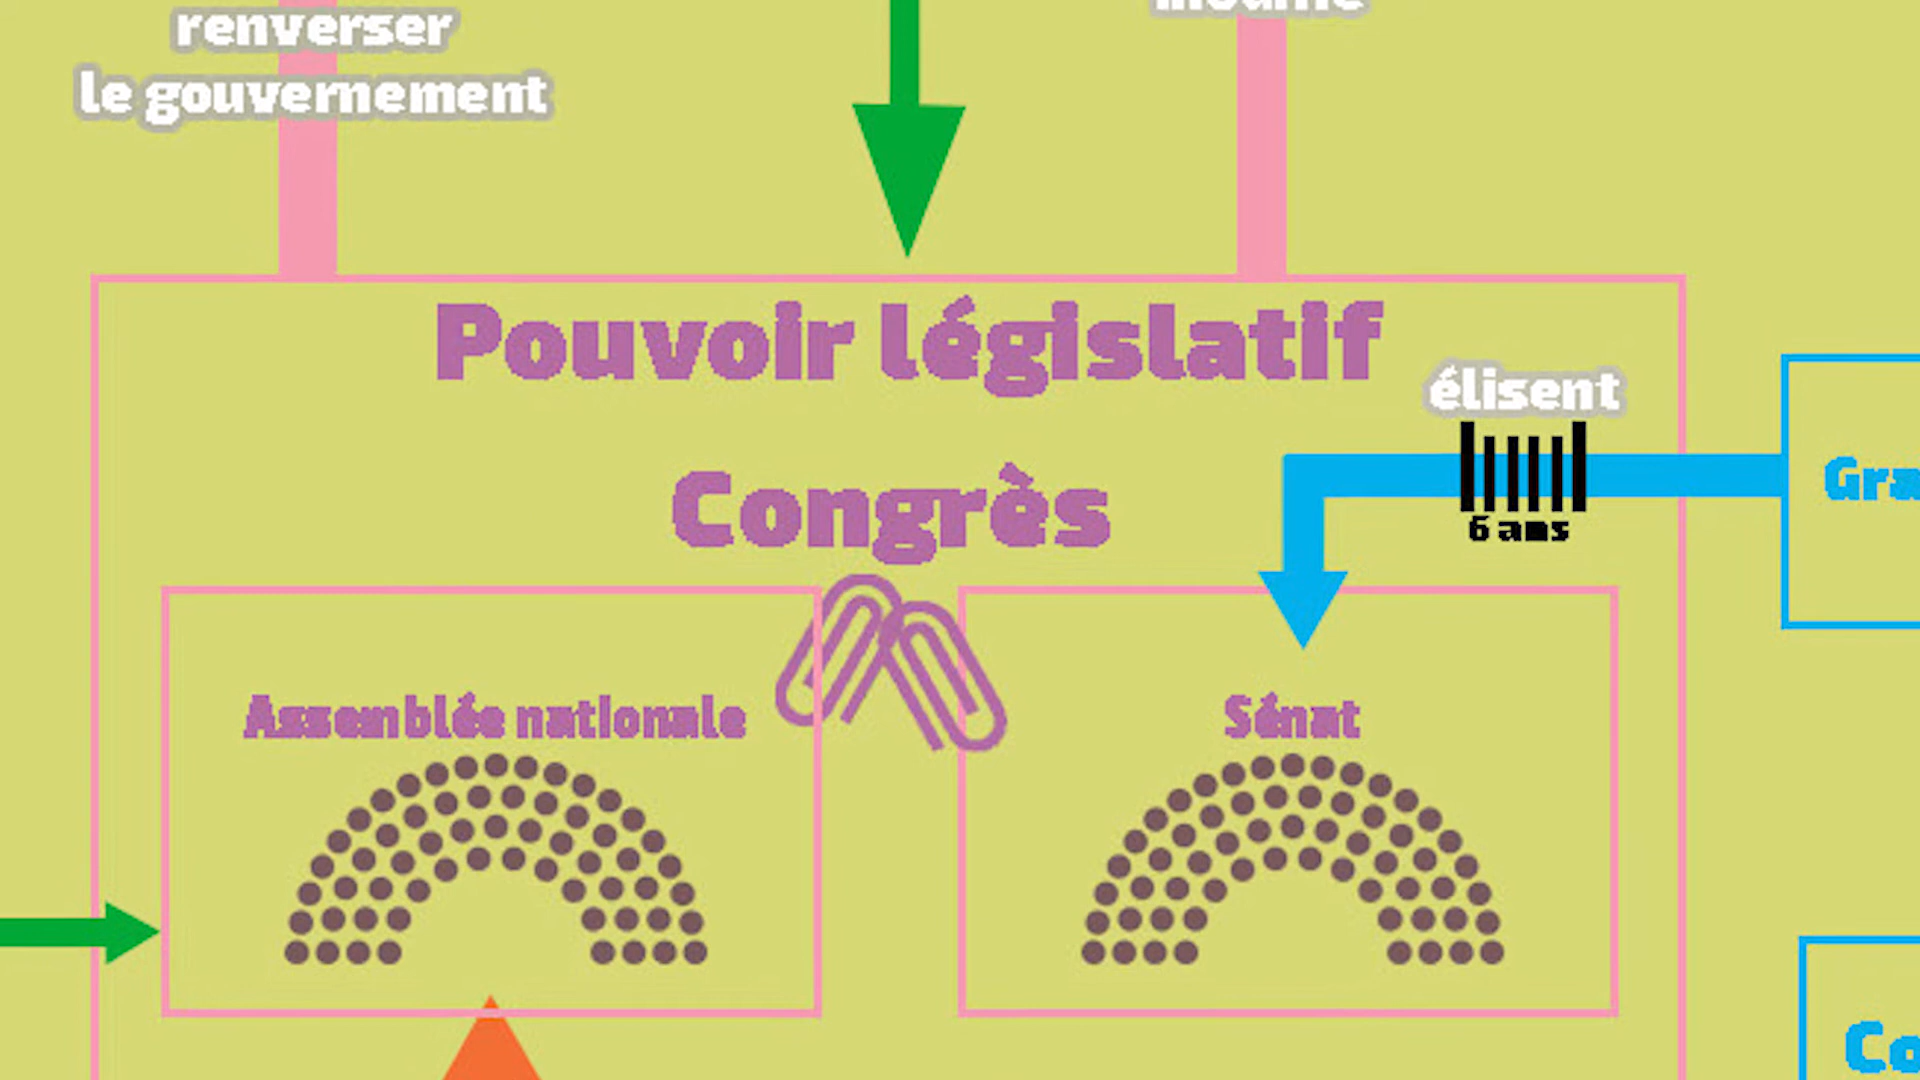 renverser
le gouvernement
Pouvoir législatif
élisent
Congrès
6 ans
Assemblée nationale
Sénat